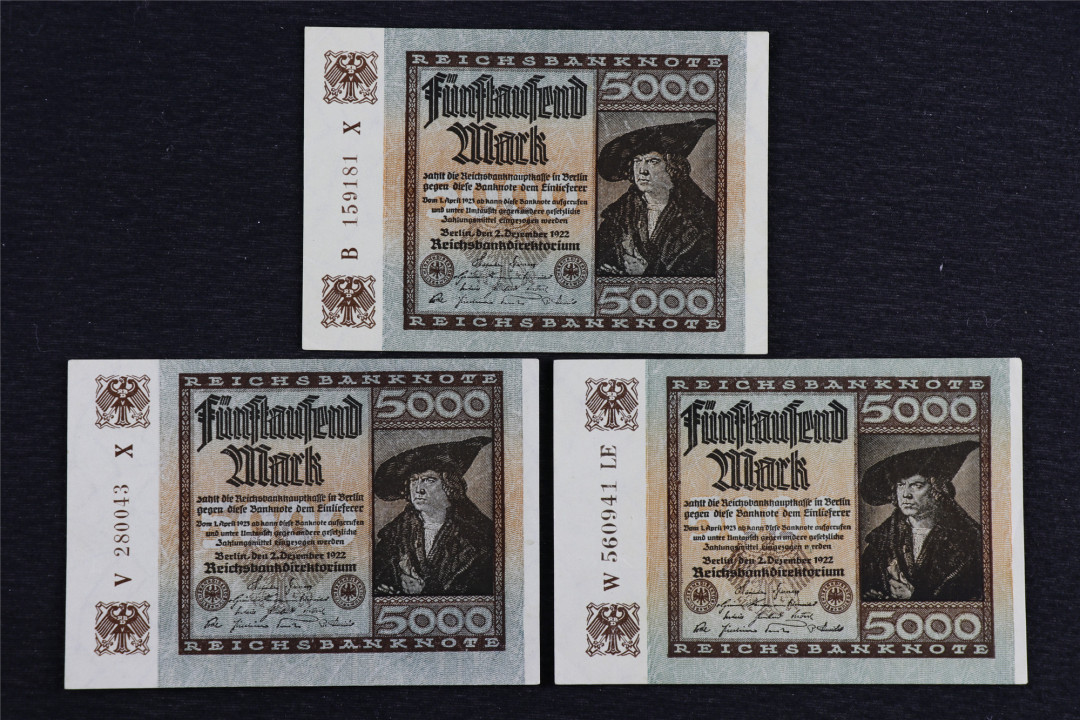 B 159181 X
REICHSBANKNOTE
5000
Fünftausend
Mark
zahlt die Reichsbankhauptkasse in Berlin
gegen diese Banknote dem Einlieferer
Vom 1. April 1923 ab kann diese Banknote aufgerufen
und unter Umtausch gegen andere gesetzliche
Zahlungsmittel eingezogen werden
Berlin, den 2. Dezember 1922
Reichsbankdirektorium
5000
REICHSBANKNOTE
V 280043 X
REICHSBANKNOTE
5000
Fünftausend
Mark
zahlt die Reichsbankhauptkasse in Berlin
gegen diese Banknote dem Einlieferer
Vom 1. April 1923 ab kann diese Banknote aufgerufen
und unter Umtausch gegen andere gesetzliche
Zahlungsmittel eingezogen werden
Berlin, den 2. Dezember 1922
Reichsbankdirektorium
5000
REICHSBANKNOTE
W 560941 LE
REICHSBANKNOTE
5000
Fünftausend
Mark
zahlt die Reichsbankhauptkasse in Berlin
gegen diese Banknote dem Einlieferer
Vom 1. April 1923 ab kann diese Banknote aufgerufen
und unter Umtausch gegen andere gesetzliche
Zahlungsmittel eingezogen w rden
Berlin, den 2. Dezember 1922
Reichsbankdirektorium
5000
REICHSBANKNOTE